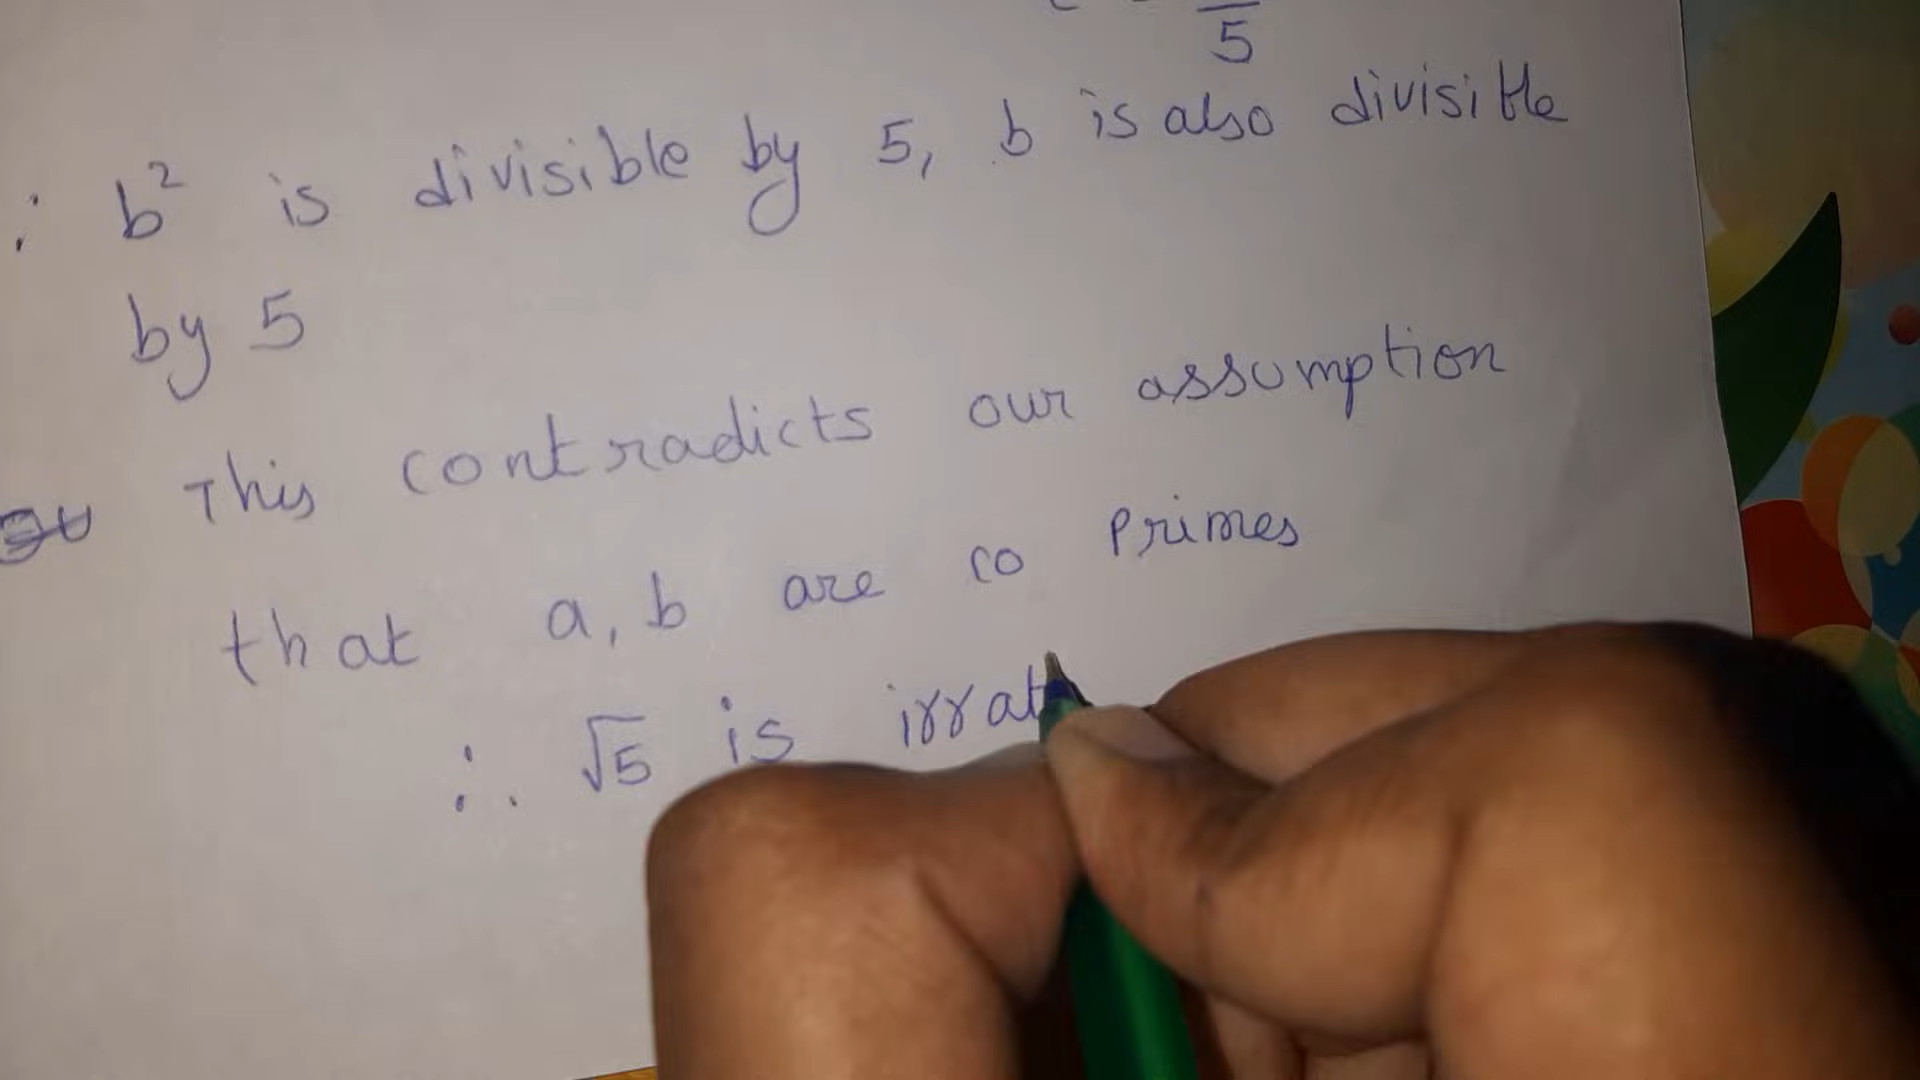 5
∴ b² is divisible by 5, b is also divisible
by 5
This contradicts our assumption
that a, b are co primes
∴ √5 is irrat